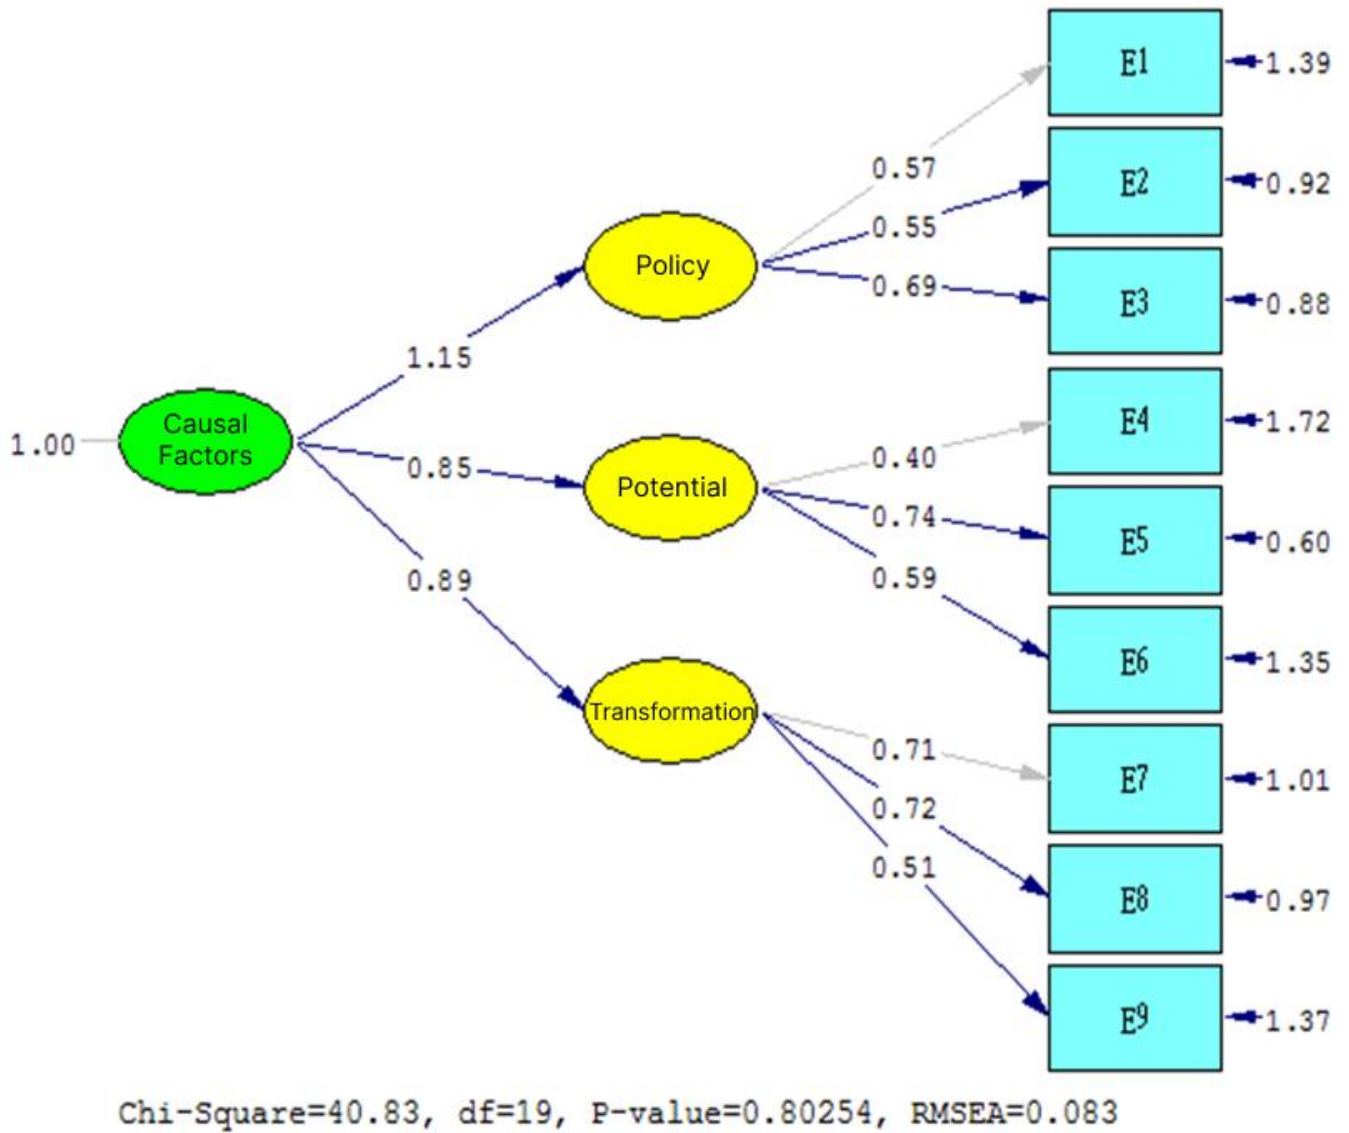 E1
1.39
0.57
E2
0.92
0.55
Policy
0.69
E3
0.88
1.15
Causal
Factors
1.00
0.85
0.89
E4
1.72
0.40
Potential
0.74
E5
0.60
0.59
E6
1.35
Transformation
0.71
E7
1.01
0.72
E8
0.97
0.51
E9
1.37
Chi-Square=40.83, df=19, P-value=0.80254, RMSEA=0.083